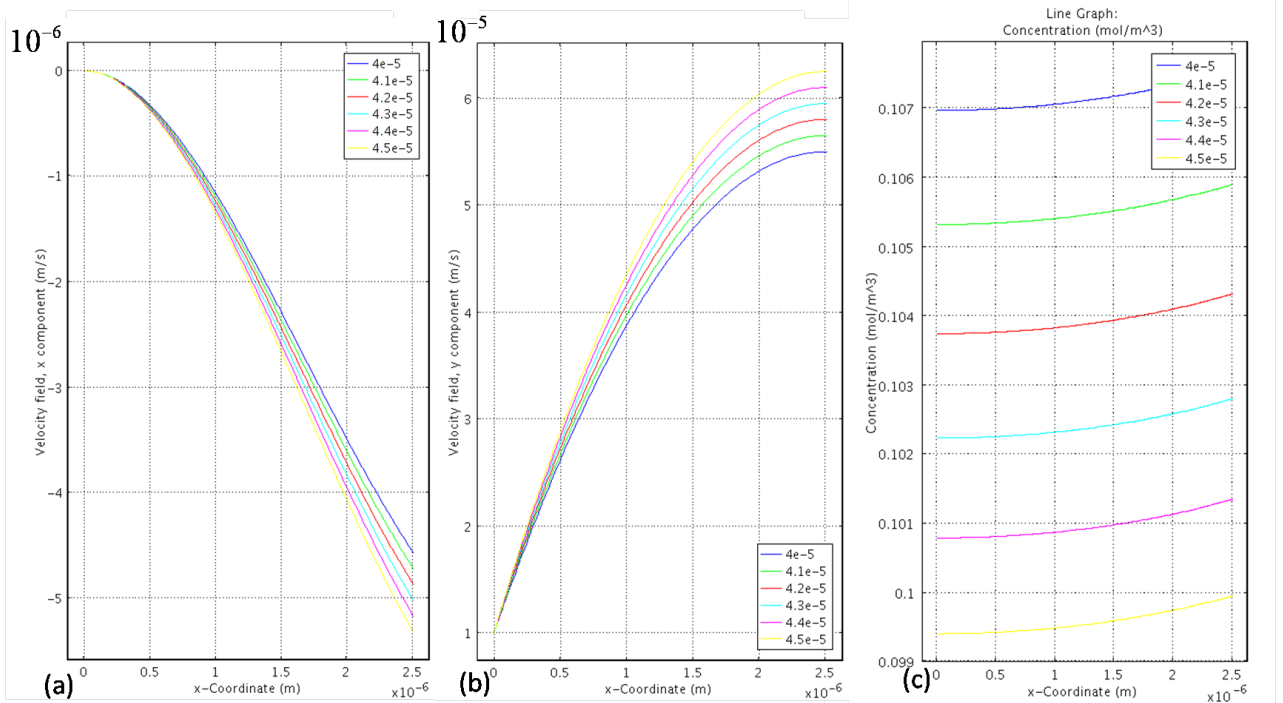 10⁻⁶
0
−1
−2
−3
−4
−5
Velocity field, x component (m/s)
4e−5
4.1e−5
4.2e−5
4.3e−5
4.4e−5
4.5e−5
0 0.5 1 1.5 2 2.5
x−Coordinate (m)
x10⁻⁶
(a)
10⁻⁵
6
5
4
3
2
1
Velocity field, y component (m/s)
4e−5
4.1e−5
4.2e−5
4.3e−5
4.4e−5
4.5e−5
0 0.5 1 1.5 2 2.5
x−Coordinate (m)
x10⁻⁶
(b)
Line Graph:
Concentration (mol/m^3)
0.107
0.106
0.105
0.104
0.103
0.102
0.101
0.1
0.099
Concentration (mol/m^3)
4e−5
4.1e−5
4.2e−5
4.3e−5
4.4e−5
4.5e−5
0 0.5 1 1.5 2 2.5
x−Coordinate (m)
x10⁻⁶
(c)